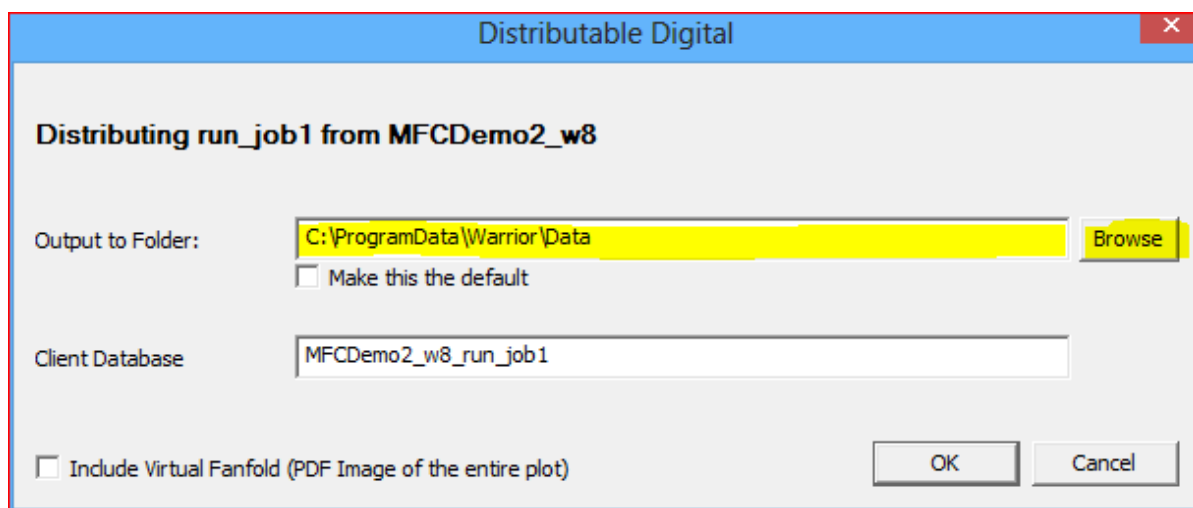 Distributable Digital
Distributing run_job1 from MFCDemo2_w8
Output to Folder: C:\ProgramData\Warrior\Data Browse
Make this the default
Client Database MFCDemo2_w8_run_job1
Include Virtual Fanfold (PDF Image of the entire plot) OK Cancel